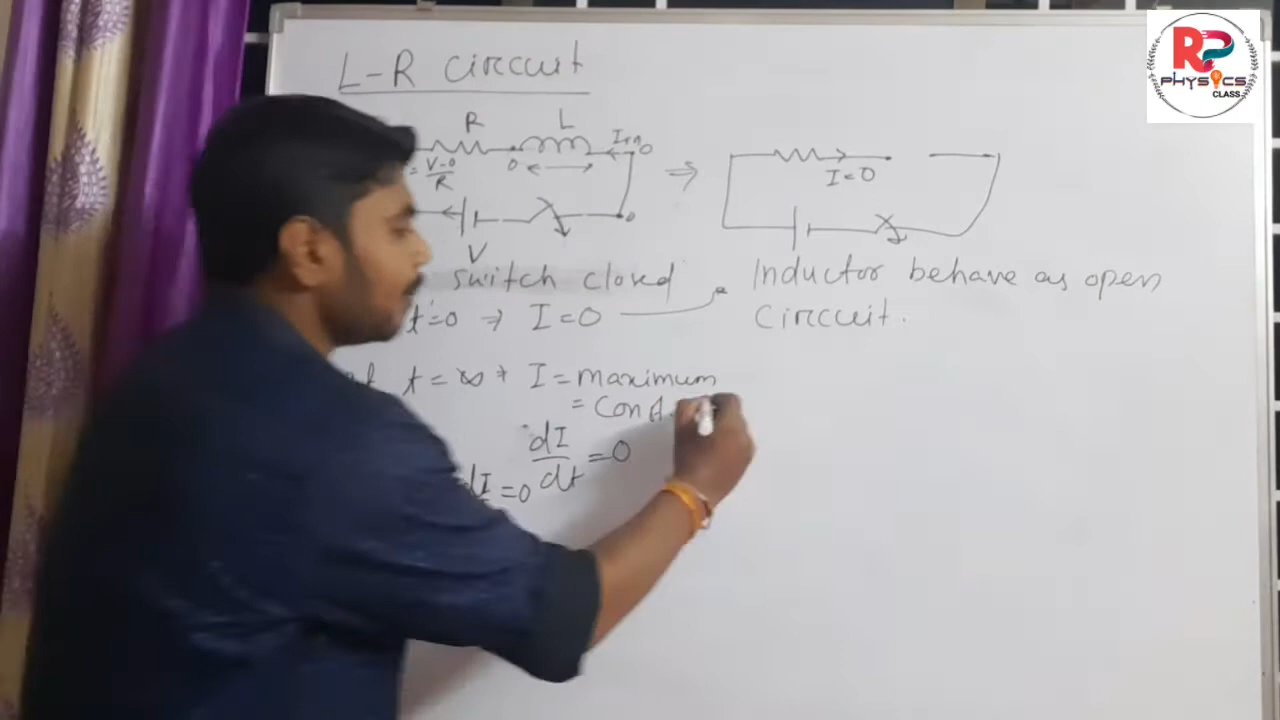 L-R circuit
R
L
= V-0/R
0
0
V
I=0
switch closed
t=0 ⇒ I=0
Inductor behave as open
circuit.
t = ∞ → I = maximum
=
dI/dt = 0
dI =0
RP
PHYSICS
CLASS